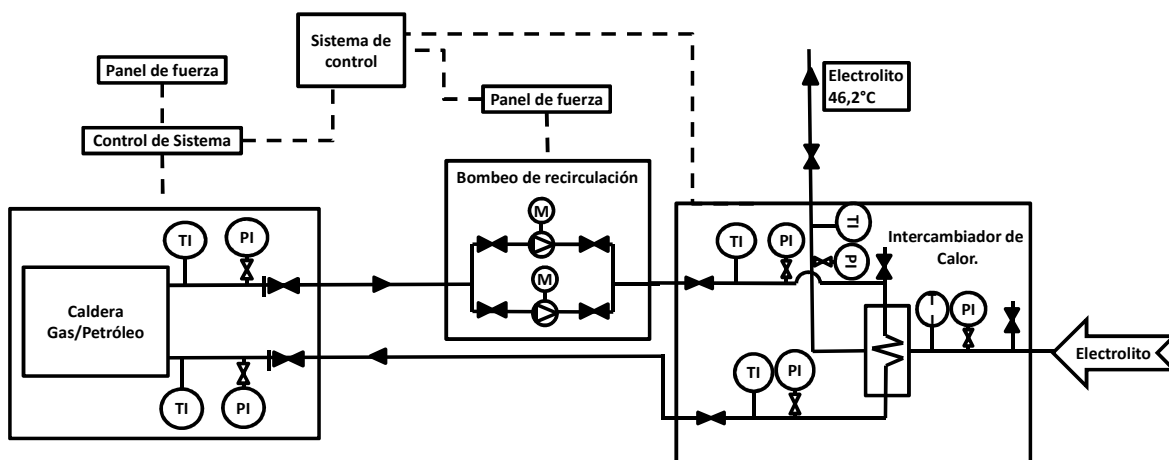 Sistema de
control
Panel de fuerza
Electrolito
46,2°C
Panel de fuerza
Control de Sistema
Bombeo de recirculación
M
M
TI
PI
TI
PI
TI
PI
Intercambiador de
Calor.
Caldera
Gas/Petróleo
T
PI
Electrolito
TI
PI
TI
PI